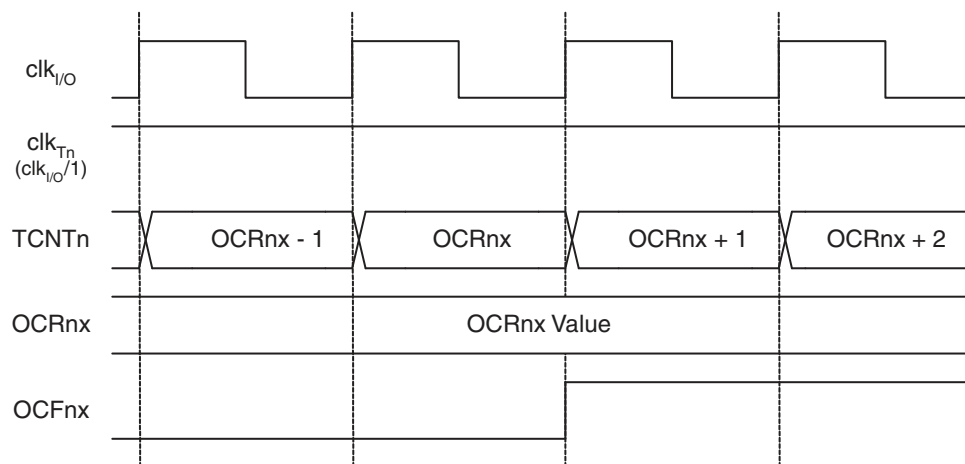 clkI/O
clkTn
(clkI/O/1)
TCNTn
OCRnx - 1
OCRnx
OCRnx + 1
OCRnx + 2
OCRnx
OCRnx Value
OCFnx